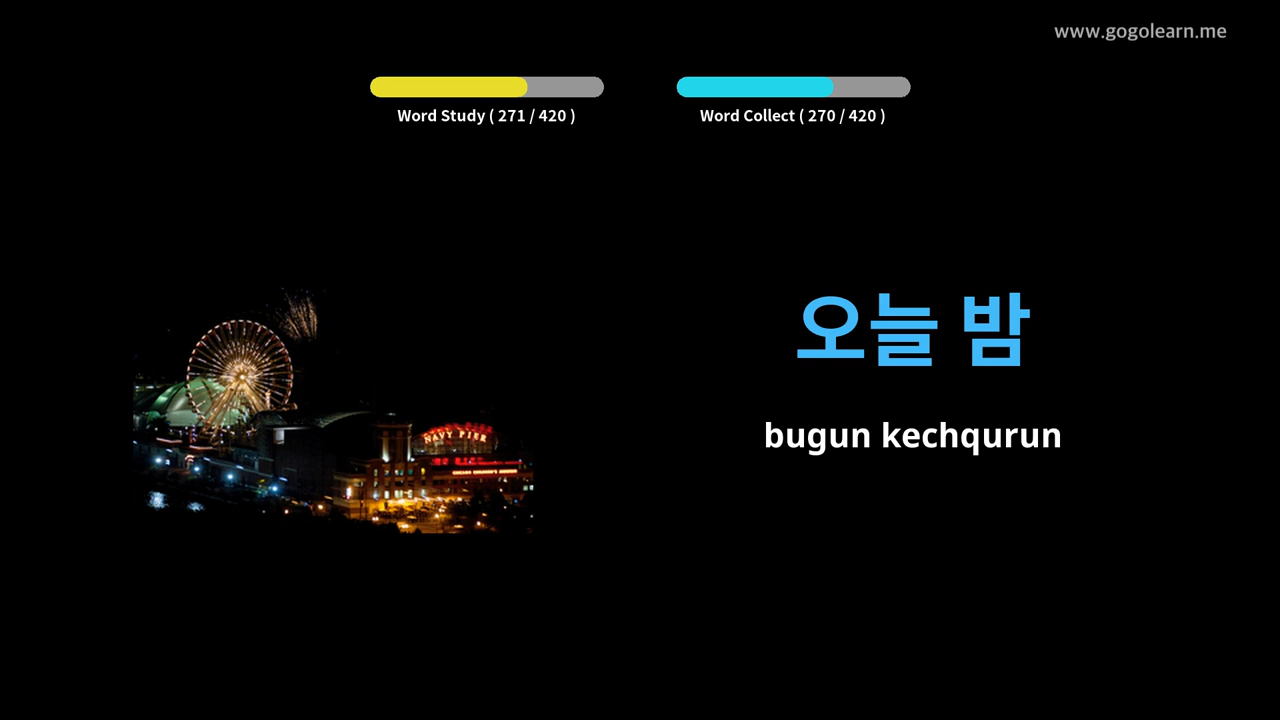 www.gogolearn.me
Word Study ( 271 / 420 )
Word Collect ( 270 / 420 )
오늘 밤
bugun kechqurun
NAVY PIER